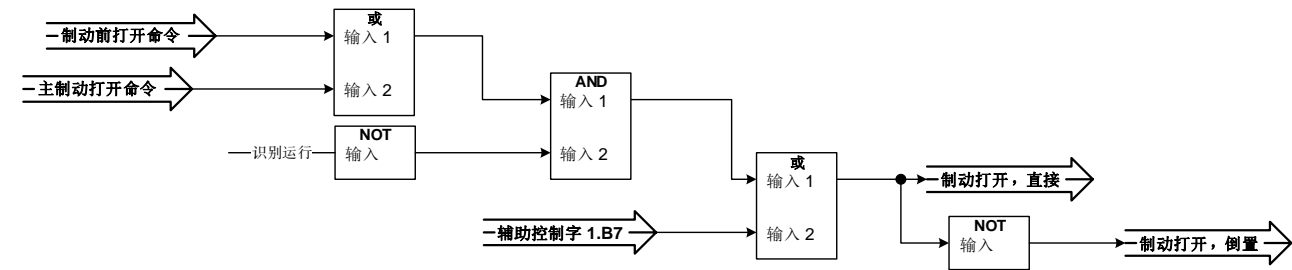 制动前打开命令
主制动打开命令
或
输入 1
输入 2
NOT
输入
识别运行
AND
输入 1
输入 2
或
输入 1
输入 2
辅助控制字 1.B7
制动打开，直接
NOT
输入
制动打开，倒置